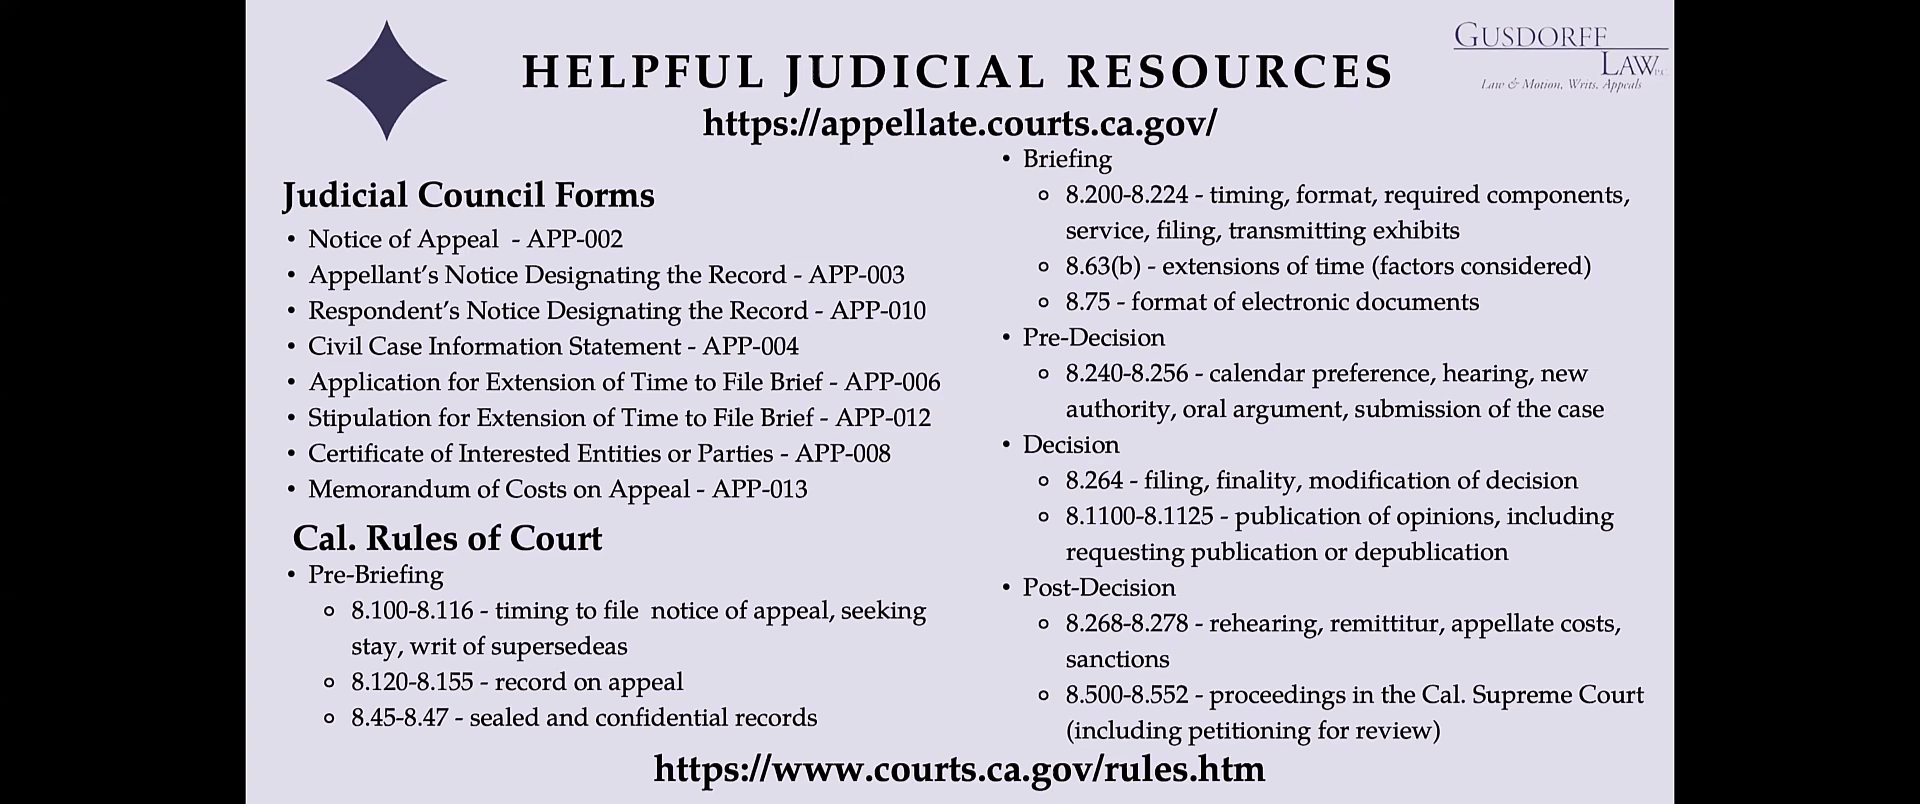 HELPFUL JUDICIAL RESOURCES
GUSDORFF
LAW P.C.
Law & Motion, Writs, Appeals
https://appellate.courts.ca.gov/
Judicial Council Forms
• Notice of Appeal - APP-002
• Appellant's Notice Designating the Record - APP-003
• Respondent's Notice Designating the Record - APP-010
• Civil Case Information Statement - APP-004
• Application for Extension of Time to File Brief - APP-006
• Stipulation for Extension of Time to File Brief - APP-012
• Certificate of Interested Entities or Parties - APP-008
• Memorandum of Costs on Appeal - APP-013
Cal. Rules of Court
• Pre-Briefing
8.100-8.116 - timing to file notice of appeal, seeking
stay, writ of supersedeas
8.120-8.155 - record on appeal
8.45-8.47 - sealed and confidential records
• Briefing
8.200-8.224 - timing, format, required components,
service, filing, transmitting exhibits
8.63(b) - extensions of time (factors considered)
8.75 - format of electronic documents
• Pre-Decision
8.240-8.256 - calendar preference, hearing, new
authority, oral argument, submission of the case
• Decision
8.264 - filing, finality, modification of decision
8.1100-8.1125 - publication of opinions, including
requesting publication or depublication
• Post-Decision
8.268-8.278 - rehearing, remittitur, appellate costs,
sanctions
8.500-8.552 - proceedings in the Cal. Supreme Court
(including petitioning for review)
https://www.courts.ca.gov/rules.htm